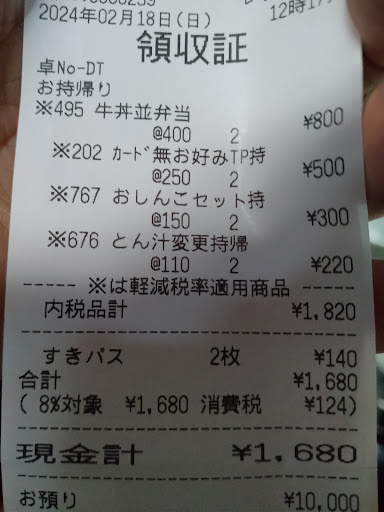 2024年02月18日(日)
領収証
卓No-DT
お持帰り
※495 牛丼並弁当
@400 2 ¥800
※202 ｶｰﾄﾞ無お好みTP持
@250 2 ¥500
※767 おしんこセット持
@150 2 ¥300
※676 とん汁変更持帰
@110 2 ¥220
----- ※は軽減税率適用商品 -----
内税品計 ¥1,820
すきパス 2枚 ¥140
合計 ¥1,680
( 8%対象 ¥1,680 消費税 ¥124)
現金計 ¥1,680
お預り ¥10,000